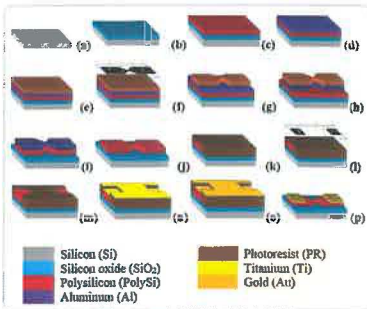 (a) (b) (c) (d)
(e) (f) (g) (h)
(i) (j) (k) (l)
(m) (n) (o) (p)
Silicon (Si)
Silicon oxide (SiO₂)
Polysilicon (PolySi)
Aluminum (Al)
Photoresist (PR)
Titanium (Ti)
Gold (Au)